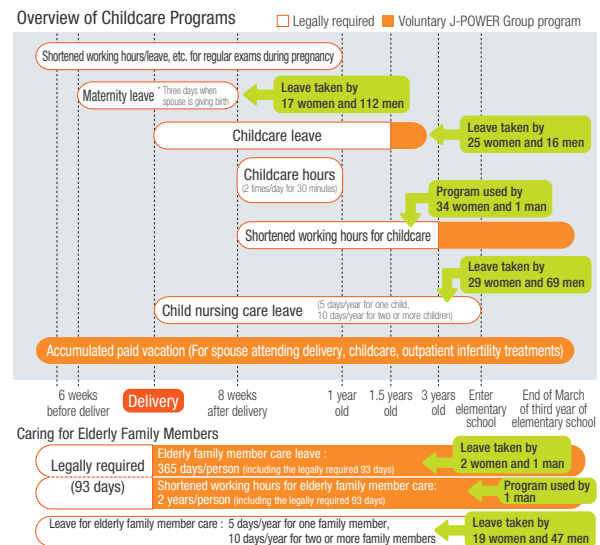 Overview of Childcare Programs
Legally required
Voluntary J-POWER Group program
Shortened working hours/leave, etc. for regular exams during pregnancy
Maternity leave
* Three days when
spouse is giving birth
Leave taken by
17 women and 112 men
Childcare leave
Leave taken by
25 women and 16 men
Childcare hours
(2 times/day for 30 minutes)
Program used by
34 women and 1 man
Shortened working hours for childcare
Leave taken by
29 women and 69 men
Child nursing care leave
(5 days/year for one child,
10 days/year for two or more children)
Accumulated paid vacation (For spouse attending delivery, childcare, outpatient infertility treatments)
6 weeks
before deliver
Delivery
8 weeks
after delivery
1 year
old
1.5 years
old
3 years
old
Enter
elementary
school
End of March
of third year of
elementary school
Caring for Elderly Family Members
Legally required
(93 days)
Elderly family member care leave :
365 days/person (including the legally required 93 days)
Leave taken by
2 women and 1 man
Shortened working hours for elderly family member care:
2 years/person (including the legally required 93 days)
Program used by
1 man
Leave for elderly family member care : 5 days/year for one family member,
10 days/year for two or more family members
Leave taken by
19 women and 47 men